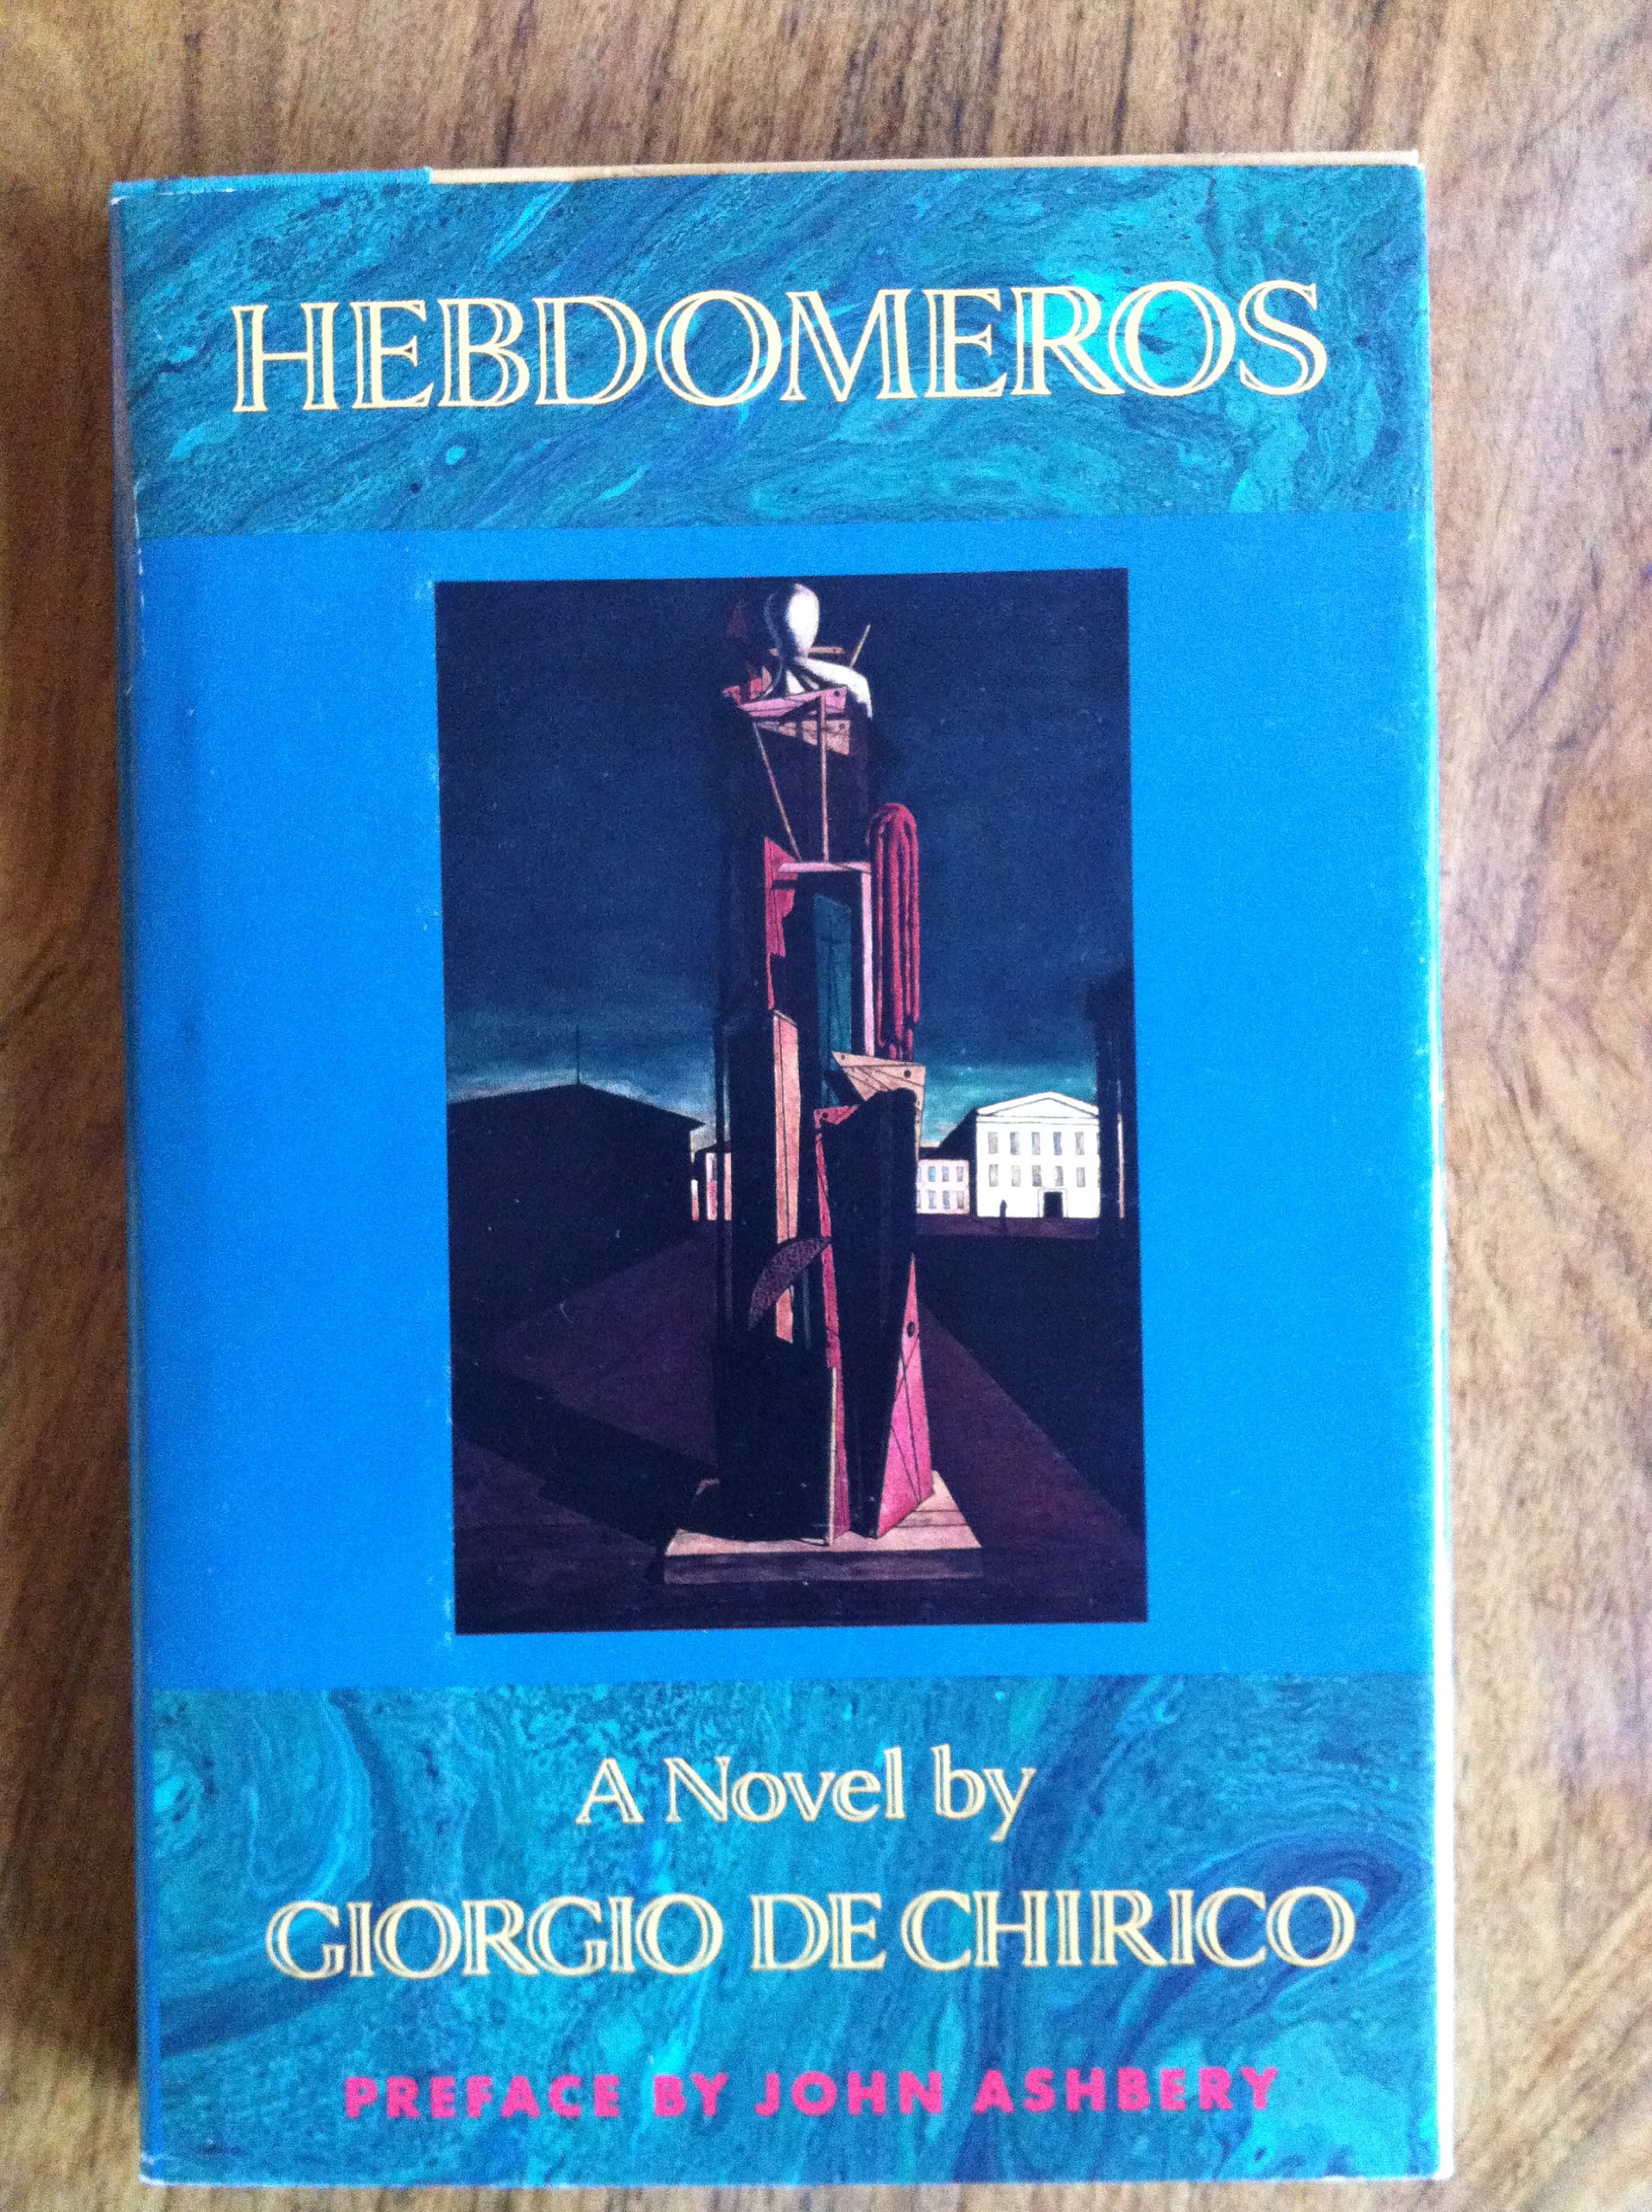 HEBDOMEROS
A Novel by
GIORGIO DE CHIRICO
PREFACE BY JOHN ASHBERY